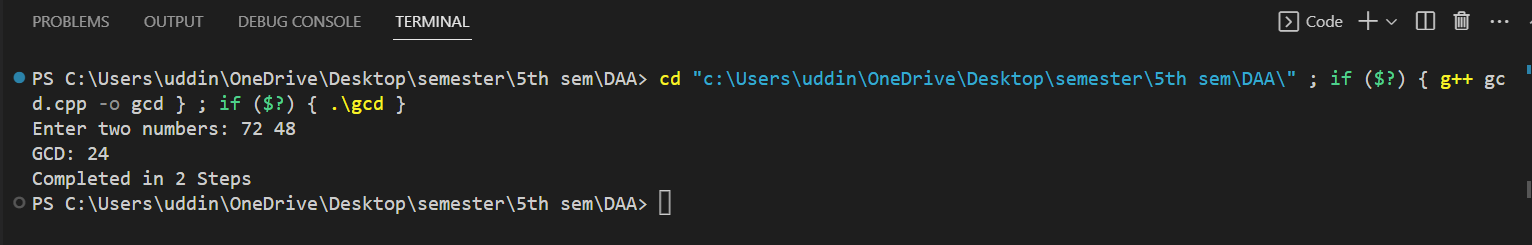 PROBLEMS OUTPUT DEBUG CONSOLE TERMINAL Code
PS C:\Users\uddin\OneDrive\Desktop\semester\5th sem\DAA> cd "c:\Users\uddin\OneDrive\Desktop\semester\5th sem\DAA\" ; if ($?) { g++ gc
d.cpp -o gcd } ; if ($?) { .\gcd }
Enter two numbers: 72 48
GCD: 24
Completed in 2 Steps
PS C:\Users\uddin\OneDrive\Desktop\semester\5th sem\DAA>